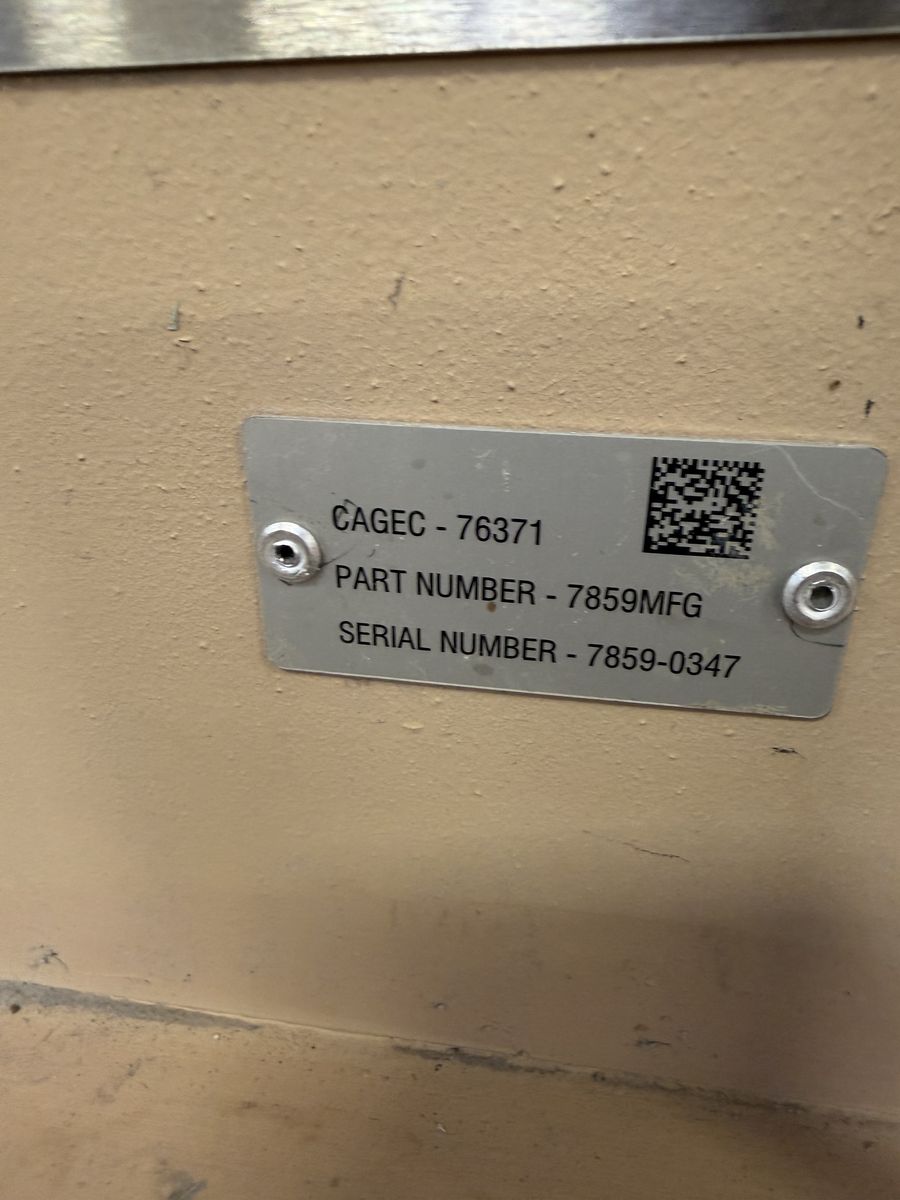 CAGEC - 76371
PART NUMBER - 7859MFG
SERIAL NUMBER - 7859-0347